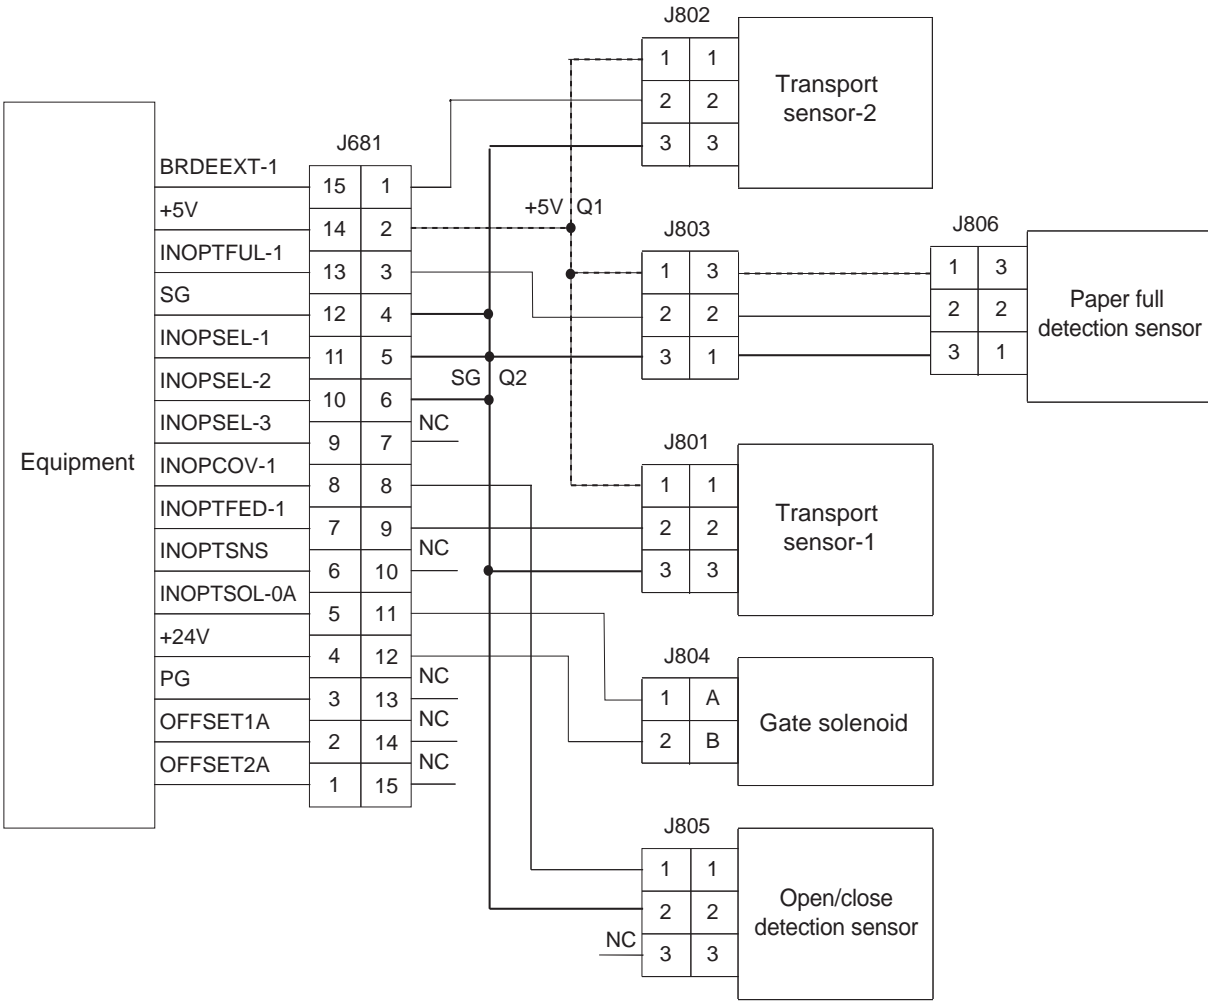 J802
1 1
2 2
3 3
Transport
sensor-2
Equipment
J681
BRDEEXT-1
15 1
+5V
14 2
INOPTFUL-1
13 3
SG
12 4
INOPSEL-1
11 5
INOPSEL-2
10 6
INOPSEL-3
9 7
NC
INOPCOV-1
8 8
INOPTFED-1
7 9
INOPTSNS
6 10
NC
INOPTSOL-0A
5 11
+24V
4 12
PG
3 13
NC
OFFSET1A
2 14
NC
OFFSET2A
1 15
NC
+5V Q1
SG Q2
J803
1 3
2 2
3 1
J806
1 3
2 2
3 1
Paper full
detection sensor
J801
1 1
2 2
3 3
Transport
sensor-1
J804
1 A
2 B
Gate solenoid
J805
1 1
2 2
NC
3 3
Open/close
detection sensor